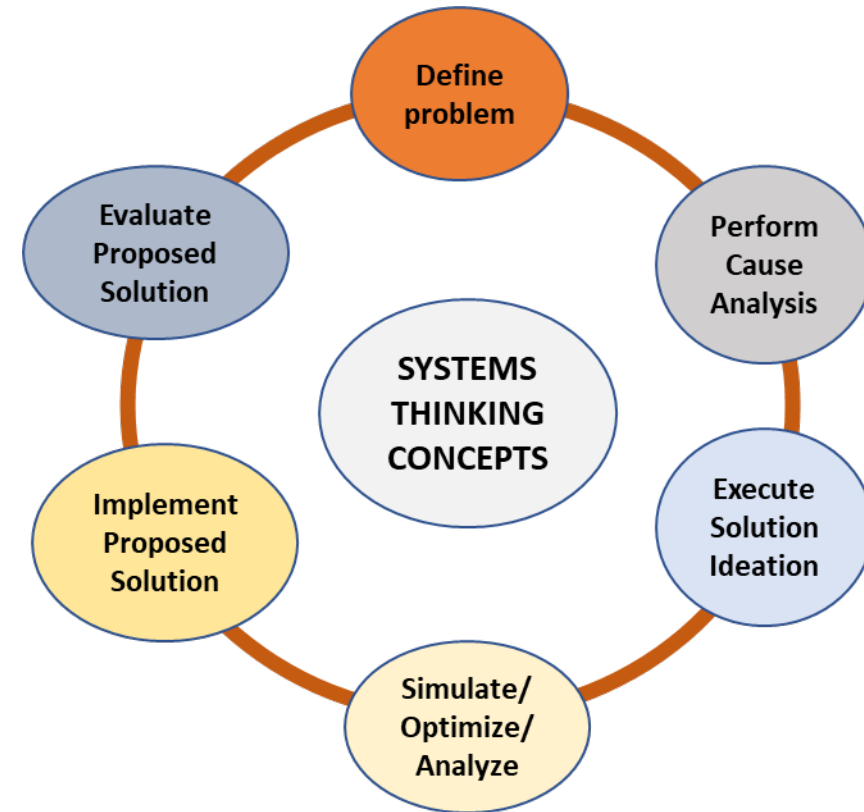 Define
problem
Perform
Cause
Analysis
Execute
Solution
Ideation
Simulate/
Optimize/
Analyze
Implement
Proposed
Solution
Evaluate
Proposed
Solution
SYSTEMS
THINKING
CONCEPTS